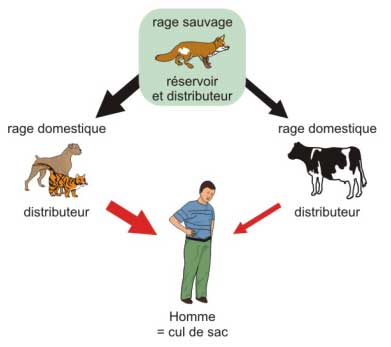 rage sauvage
réservoir
et distributeur
rage domestique
rage domestique
distributeur
distributeur
Homme
= cul de sac